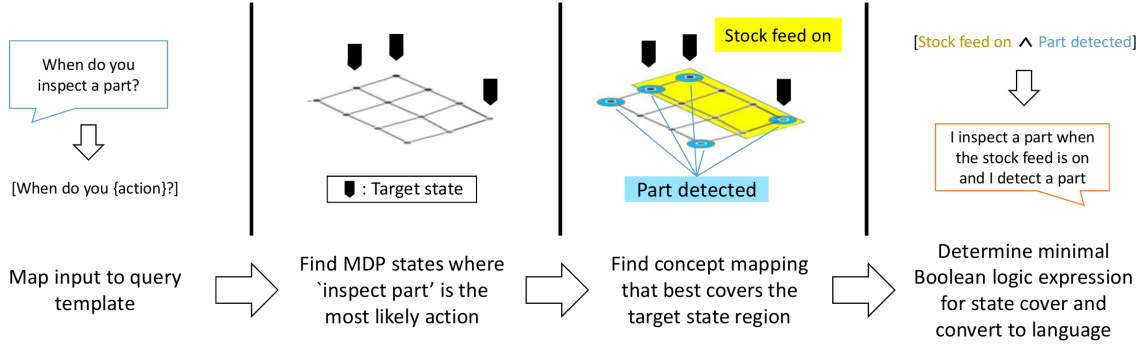 When do you
inspect a part?
[When do you {action}?]
Map input to query
template
: Target state
Find MDP states where
`inspect part’ is the
most likely action
Stock feed on
Part detected
Find concept mapping
that best covers the
target state region
[Stock feed on ∧ Part detected]
I inspect a part when
the stock feed is on
and I detect a part
Determine minimal
Boolean logic expression
for state cover and
convert to language